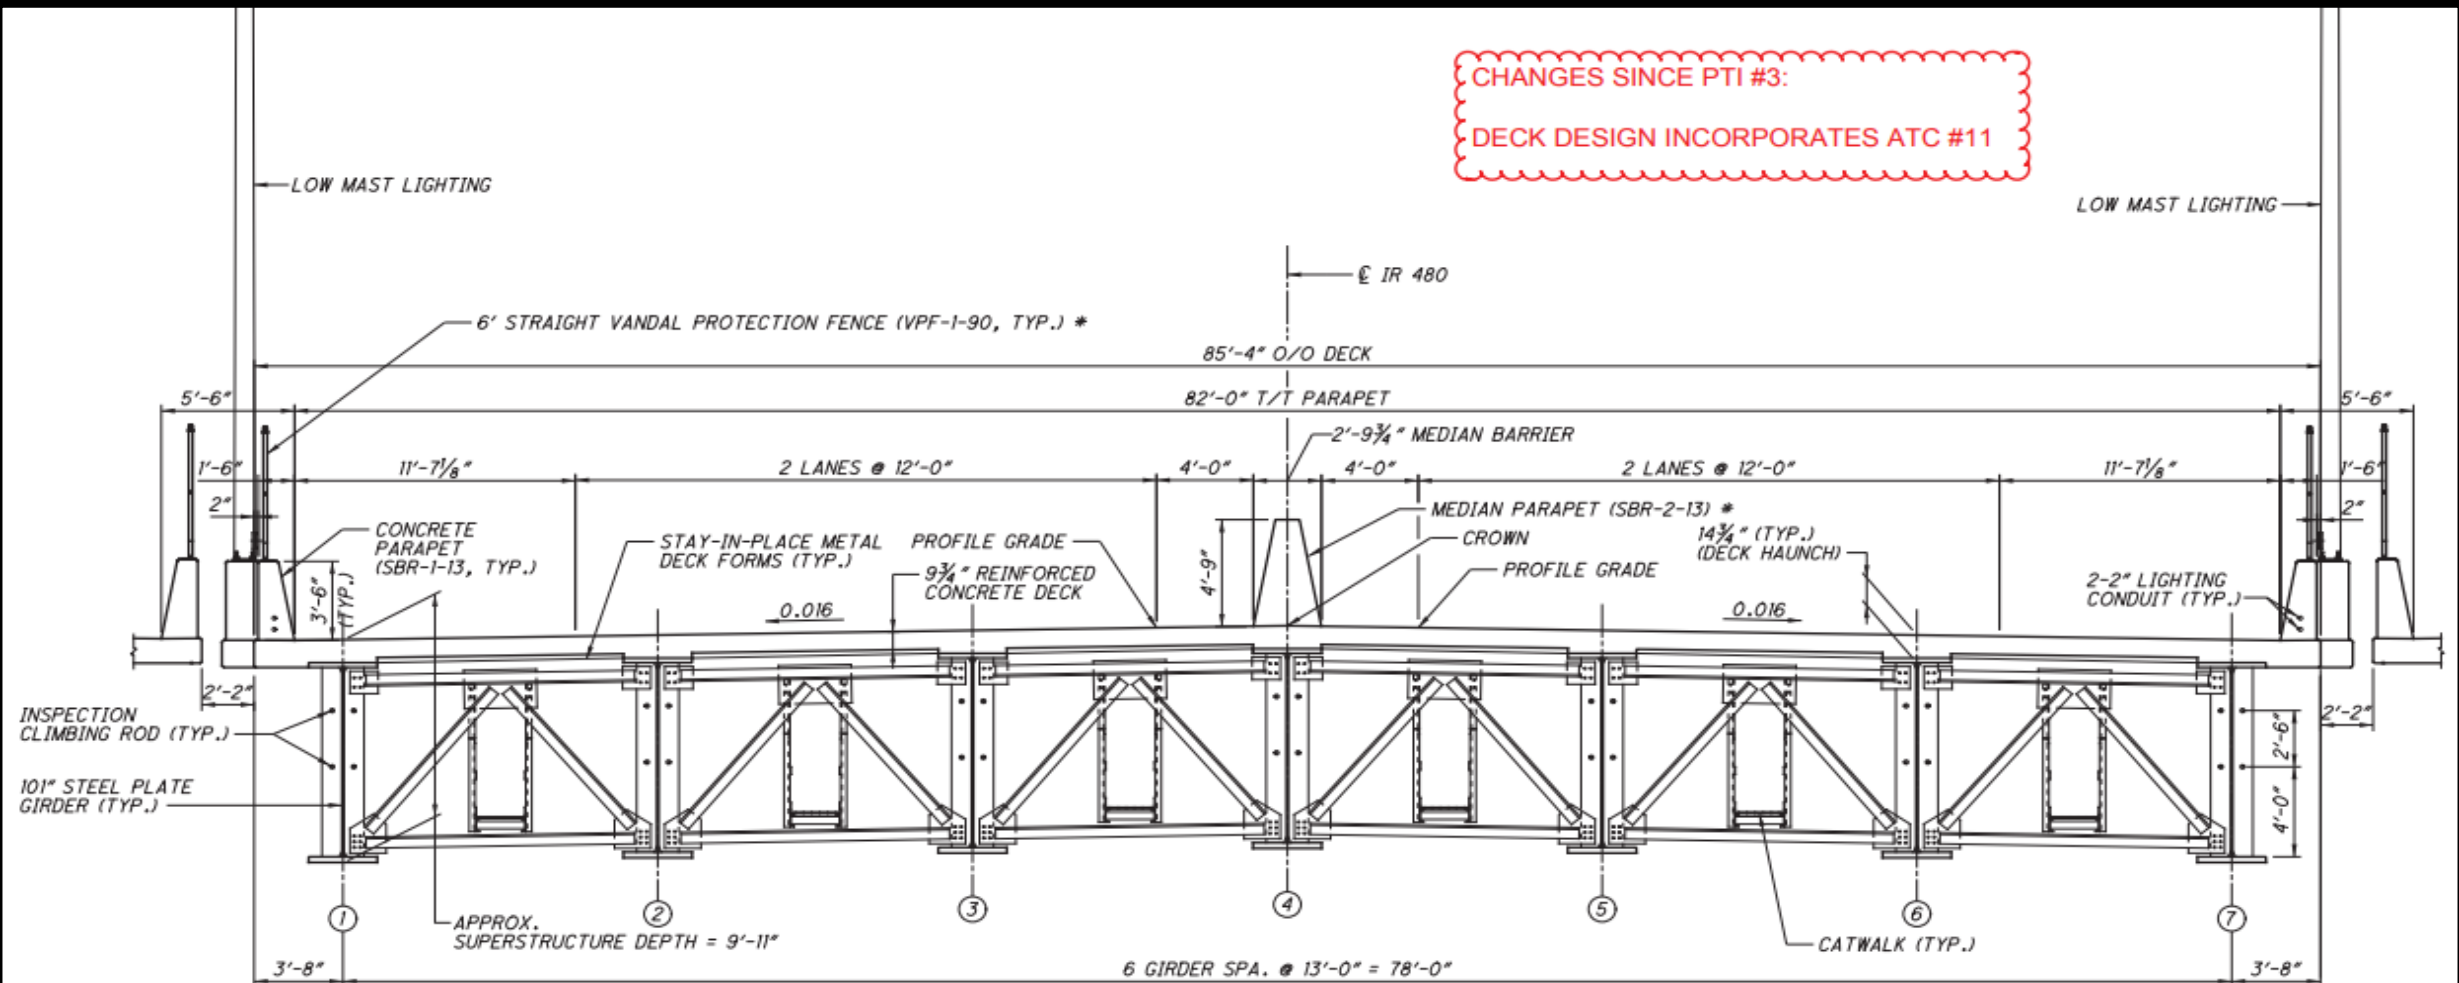 CHANGES SINCE PTI #3:
DECK DESIGN INCORPORATES ATC #11
LOW MAST LIGHTING
LOW MAST LIGHTING
℄ IR 480
6' STRAIGHT VANDAL PROTECTION FENCE (VPF-1-90, TYP.) *
85'-4" O/O DECK
5'-6"
82'-0" T/T PARAPET
5'-6"
2'-9¾" MEDIAN BARRIER
1'-6"
11'-7⅛"
2 LANES @ 12'-0"
4'-0"
4'-0"
2 LANES @ 12'-0"
11'-7⅛"
1'-6"
2"
2"
CONCRETE
PARAPET
(SBR-1-13, TYP.)
3'-6"
(TYP.)
STAY-IN-PLACE METAL
DECK FORMS (TYP.)
PROFILE GRADE
9¾" REINFORCED
CONCRETE DECK
4'-9"
MEDIAN PARAPET (SBR-2-13) *
CROWN
PROFILE GRADE
14¾" (TYP.)
(DECK HAUNCH)
2-2" LIGHTING
CONDUIT (TYP.)
0.016
0.016
2'-2"
2'-2"
INSPECTION
CLIMBING ROD (TYP.)
101" STEEL PLATE
GIRDER (TYP.)
2'-6"
4'-0"
1
2
3
4
5
6
7
APPROX.
SUPERSTRUCTURE DEPTH = 9'-11"
CATWALK (TYP.)
3'-8"
6 GIRDER SPA. @ 13'-0" = 78'-0"
3'-8"